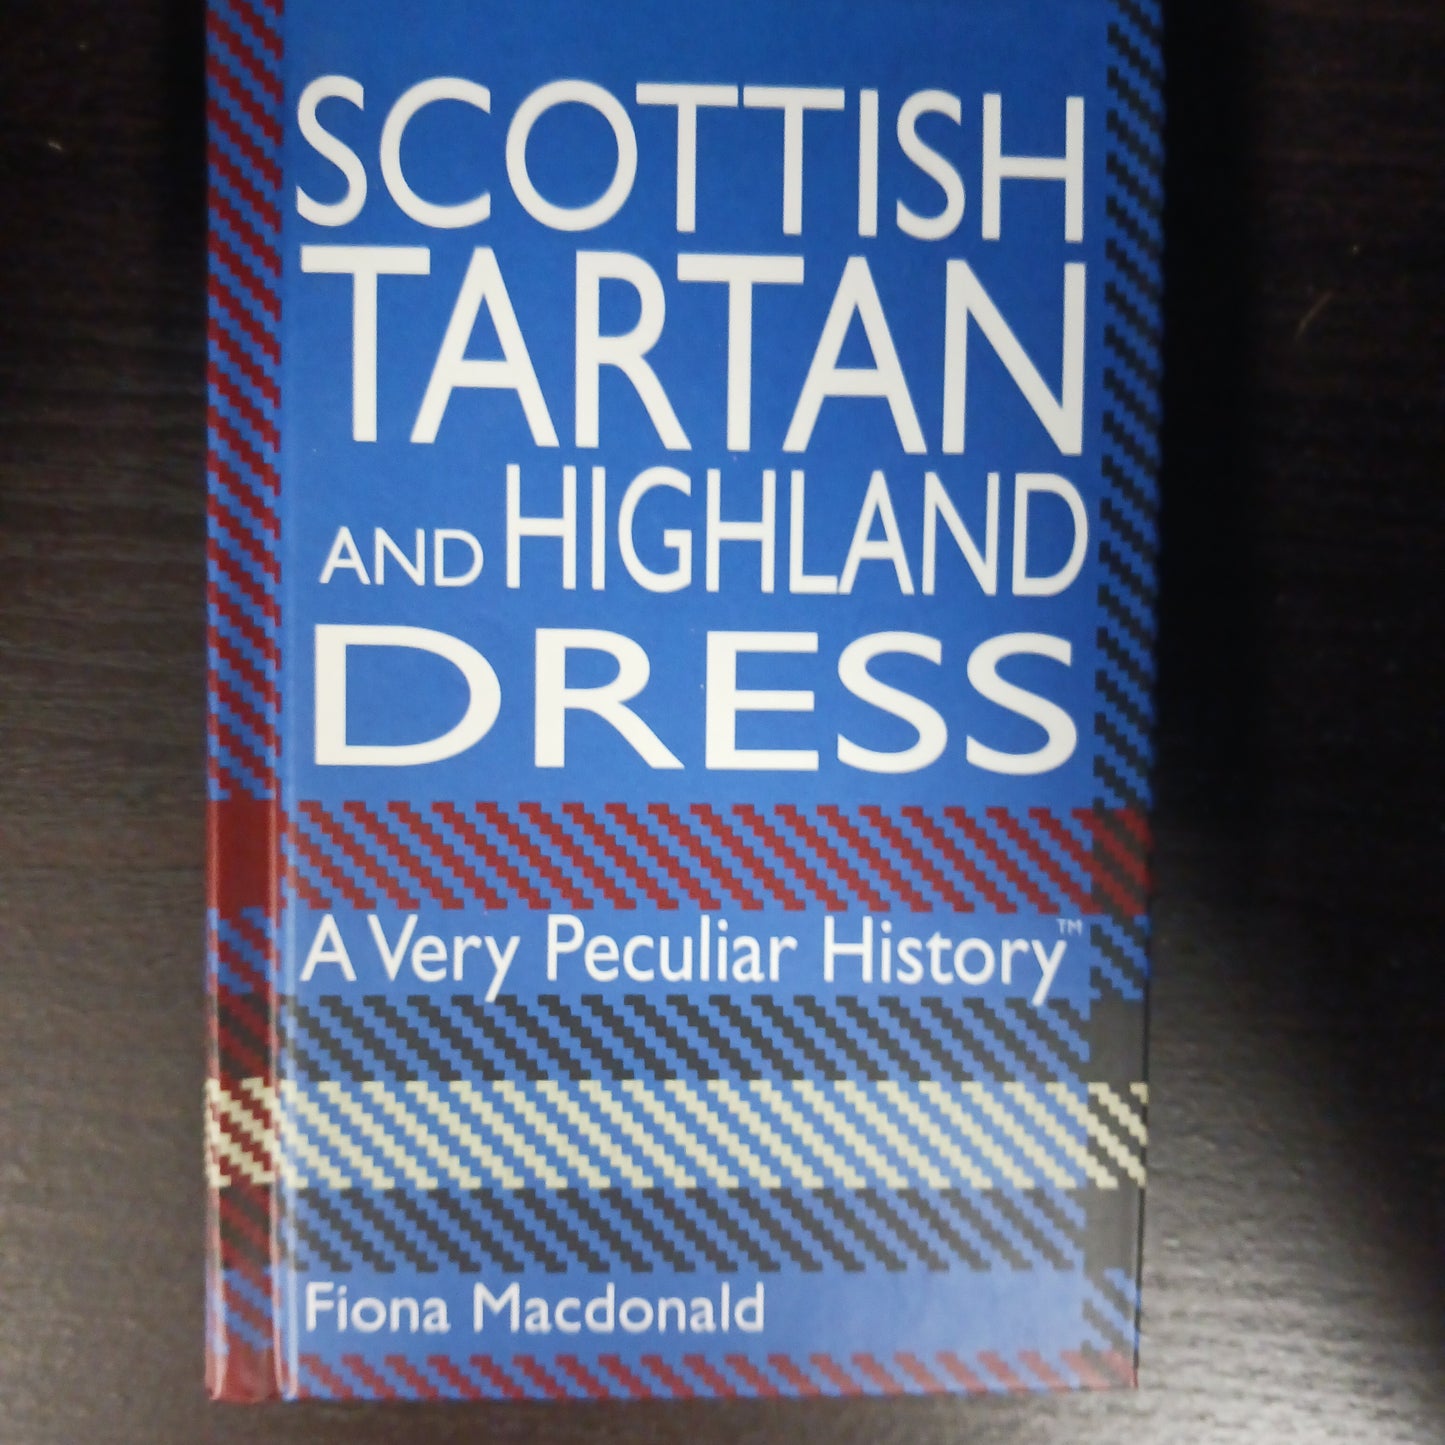 SCOTTISH
TARTAN
AND HIGHLAND
DRESS
A Very Peculiar History™
Fiona Macdonald